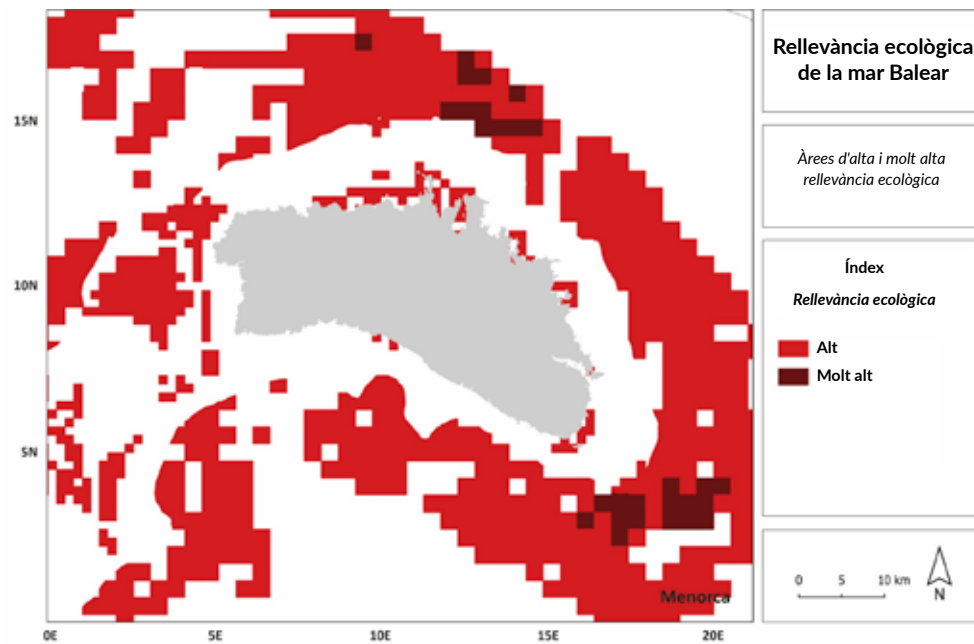 Rellevància ecològica
de la mar Balear
Àrees d'alta i molt alta
rellevància ecològica
Índex
Rellevància ecològica
Alt
Molt alt
0 5 10 km
N
15N
10N
5N
Menorca
0E 5E 10E 15E 20E